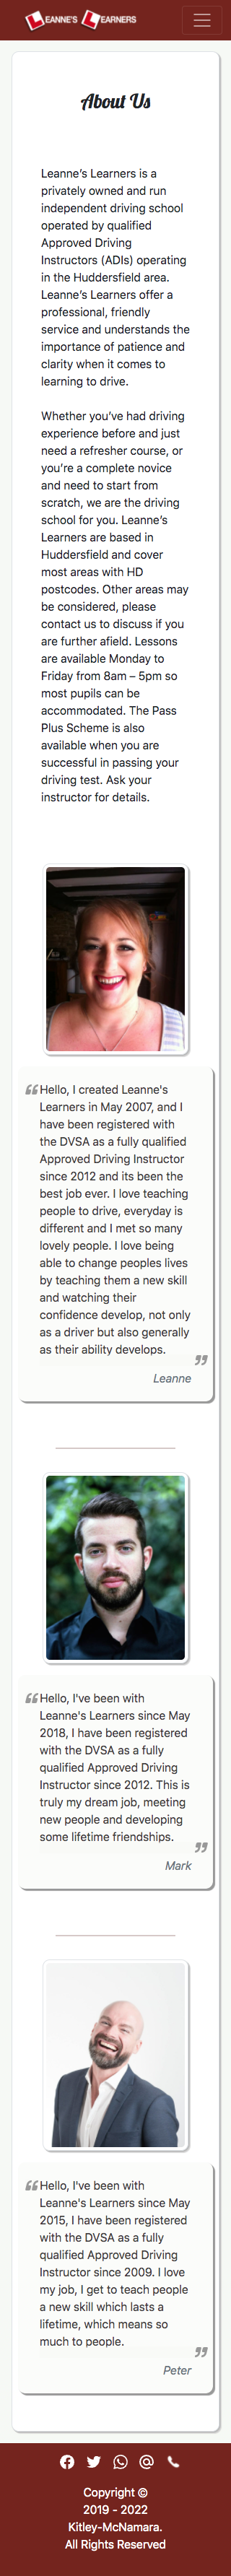 LEANNE'S LEARNERS
About Us
Leanne’s Learners is a
privately owned and run
independent driving school
operated by qualified
Approved Driving
Instructors (ADIs) operating
in the Huddersfield area.
Leanne’s Learners offer a
professional, friendly
service and understands the
importance of patience and
clarity when it comes to
learning to drive.
Whether you’ve had driving
experience before and just
need a refresher course, or
you’re a complete novice
and need to start from
scratch, we are the driving
school for you. Leanne’s
Learners are based in
Huddersfield and cover
most areas with HD
postcodes. Other areas may
be considered, please
contact us to discuss if you
are further afield. Lessons
are available Monday to
Friday from 8am – 5pm so
most pupils can be
accommodated. The Pass
Plus Scheme is also
available when you are
successful in passing your
driving test. Ask your
instructor for details.
“Hello, I created Leanne's
Learners in May 2007, and I
have been registered with
the DVSA as a fully qualified
Approved Driving Instructor
since 2012 and its been the
best job ever. I love teaching
people to drive, everyday is
different and I met so many
lovely people. I love being
able to change peoples lives
by teaching them a new skill
and watching their
confidence develop, not only
as a driver but also generally
as their ability develops. ”
Leanne
“Hello, I've been with
Leanne's Learners since May
2018, I have been registered
with the DVSA as a fully
qualified Approved Driving
Instructor since 2012. This is
truly my dream job, meeting
new people and developing
some lifetime friendships. ”
Mark
“Hello, I've been with
Leanne's Learners since May
2015, I have been registered
with the DVSA as a fully
qualified Approved Driving
Instructor since 2009. I love
my job, I get to teach people
a new skill which lasts a
lifetime, which means so
much to people. ”
Peter
Copyright ©
2019 - 2022
Kitley-McNamara.
All Rights Reserved